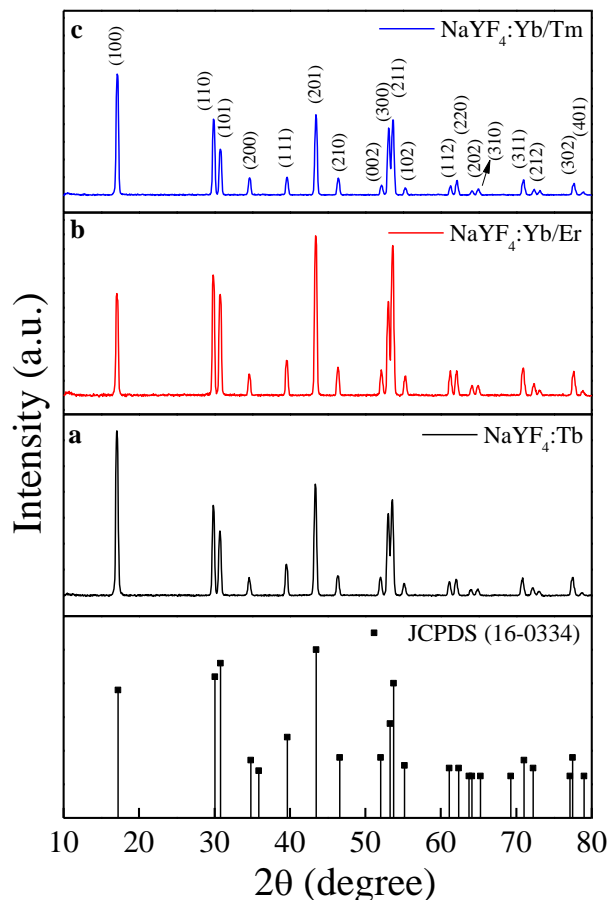 c
NaYF4:Yb/Tm
(100)
(110)
(101)
(200)
(111)
(201)
(210)
(002)
(300)
(211)
(102)
(112)
(220)
(202)
(310)
(311)
(212)
(302)
(401)
b
NaYF4:Yb/Er
a
NaYF4:Tb
JCPDS (16-0334)
Intensity (a.u.)
10 20 30 40 50 60 70 80
2θ (degree)